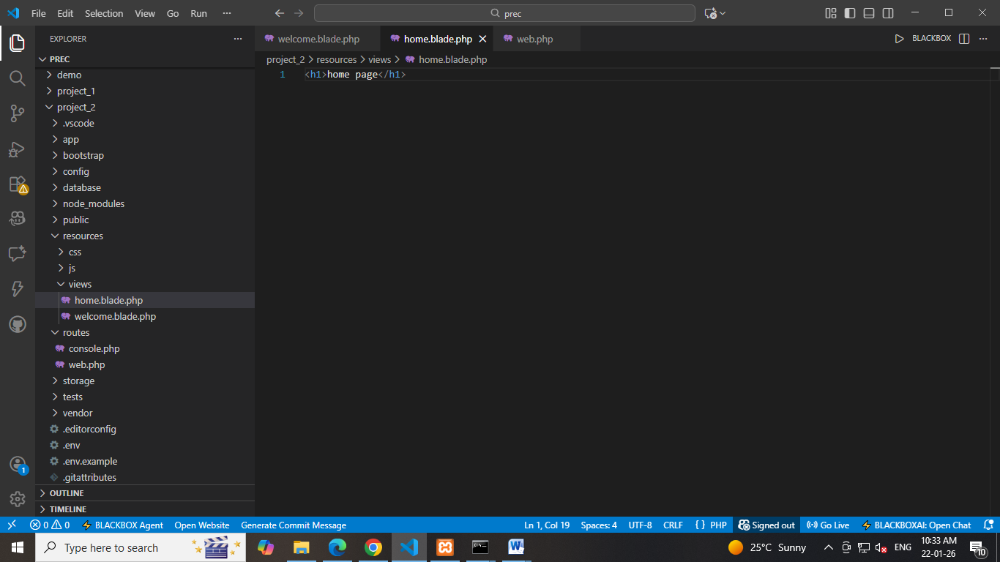 File Edit Selection View Go Run ··· prec
EXPLORER ···
PREC
demo
project_1
project_2
.vscode
app
bootstrap
config
database
node_modules
public
resources
css
js
views
home.blade.php
welcome.blade.php
routes
console.php
web.php
storage
tests
vendor
.editorconfig
.env
.env.example
.gitattributes
OUTLINE
TIMELINE
welcome.blade.php home.blade.php web.php BLACKBOX ···
project_2 > resources > views > home.blade.php
1 <h1>home page</h1>
1
0 0 BLACKBOX Agent Open Website Generate Commit Message Ln 1, Col 19 Spaces: 4 UTF-8 CRLF { } PHP Signed out Go Live BLACKBOXAI: Open Chat
Type here to search 25°C Sunny ENG 10:33 AM
22-01-26 10